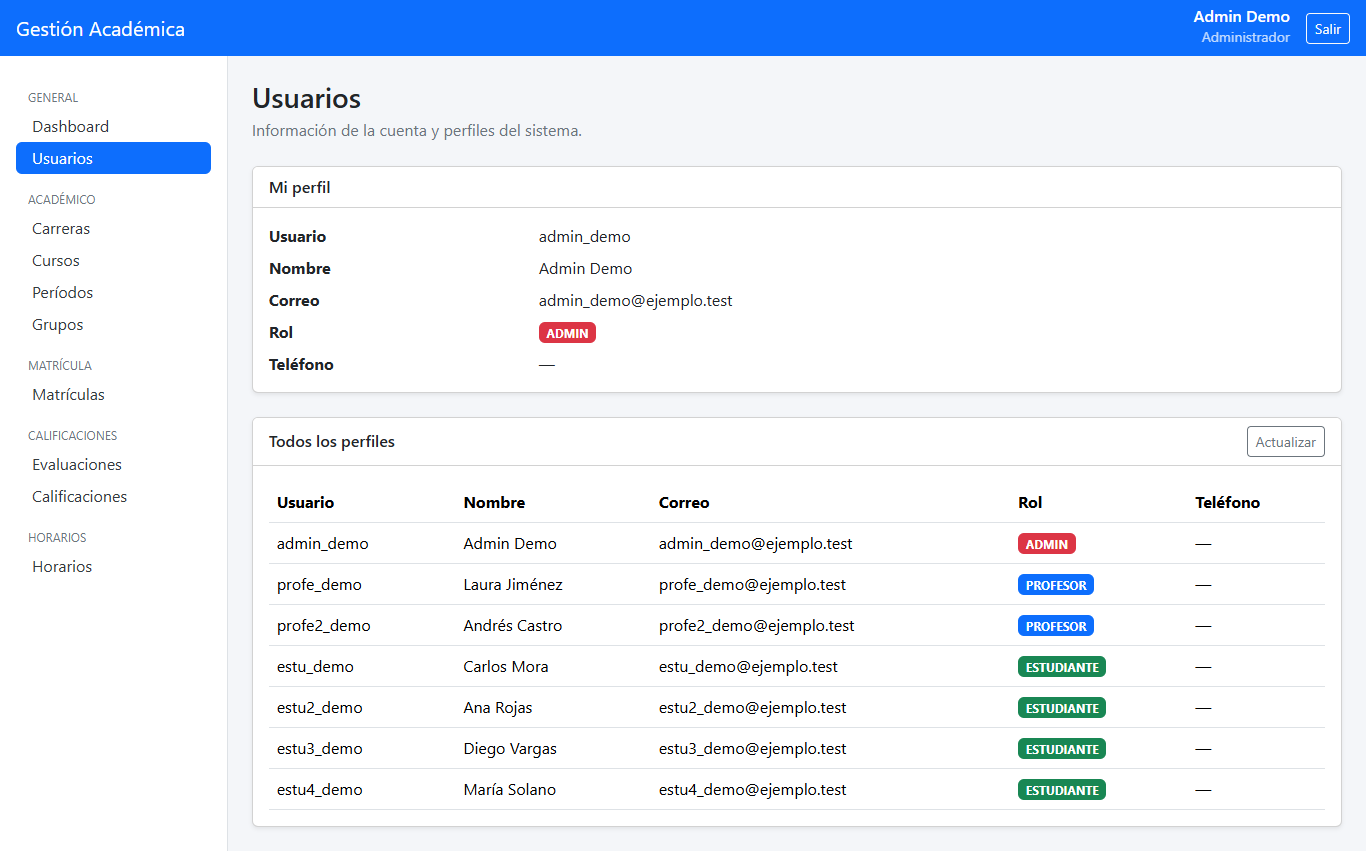 Gestión Académica
Admin Demo
Administrador
Salir
GENERAL
Dashboard
Usuarios
ACADÉMICO
Carreras
Cursos
Períodos
Grupos
MATRÍCULA
Matrículas
CALIFICACIONES
Evaluaciones
Calificaciones
HORARIOS
Horarios
Usuarios
Información de la cuenta y perfiles del sistema.
Mi perfil
Usuario admin_demo
Nombre Admin Demo
Correo admin_demo@ejemplo.test
Rol ADMIN
Teléfono —
Todos los perfiles Actualizar
Usuario Nombre Correo Rol Teléfono
admin_demo Admin Demo admin_demo@ejemplo.test ADMIN —
profe_demo Laura Jiménez profe_demo@ejemplo.test PROFESOR —
profe2_demo Andrés Castro profe2_demo@ejemplo.test PROFESOR —
estu_demo Carlos Mora estu_demo@ejemplo.test ESTUDIANTE —
estu2_demo Ana Rojas estu2_demo@ejemplo.test ESTUDIANTE —
estu3_demo Diego Vargas estu3_demo@ejemplo.test ESTUDIANTE —
estu4_demo María Solano estu4_demo@ejemplo.test ESTUDIANTE —